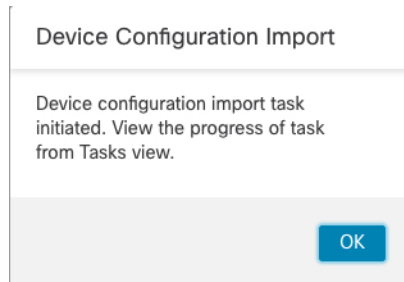 Device Configuration Import
Device configuration import task
initiated. View the progress of task
from Tasks view.
OK